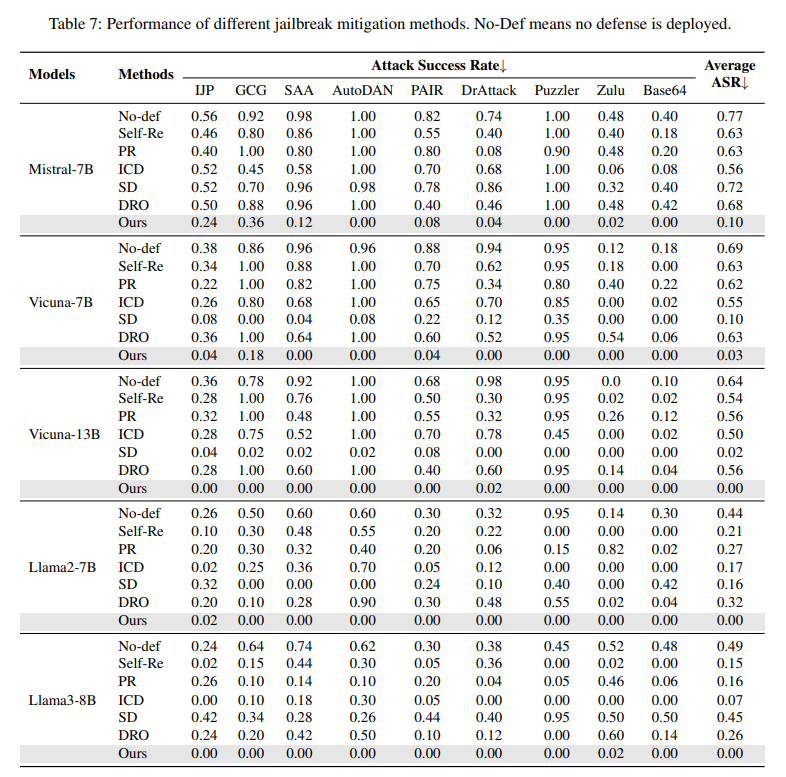 Table 7: Performance of different jailbreak mitigation methods. No-Def means no defense is deployed.
Models Methods Attack Success Rate↓ Average ASR↓
IJP GCG SAA AutoDAN PAIR DrAttack Puzzler Zulu Base64
Mistral-7B
No-def 0.56 0.92 0.98 1.00 0.82 0.74 1.00 0.48 0.40 0.77
Self-Re 0.46 0.80 0.86 1.00 0.55 0.40 1.00 0.40 0.18 0.63
PR 0.40 1.00 0.80 1.00 0.80 0.08 0.90 0.48 0.20 0.63
ICD 0.52 0.45 0.58 1.00 0.70 0.68 1.00 0.06 0.08 0.56
SD 0.52 0.70 0.96 0.98 0.78 0.86 1.00 0.32 0.40 0.72
DRO 0.50 0.88 0.96 1.00 0.40 0.46 1.00 0.48 0.42 0.68
Ours 0.24 0.36 0.12 0.00 0.08 0.04 0.00 0.02 0.00 0.10
Vicuna-7B
No-def 0.38 0.86 0.96 0.96 0.88 0.94 0.95 0.12 0.18 0.69
Self-Re 0.34 1.00 0.88 1.00 0.70 0.62 0.95 0.18 0.00 0.63
PR 0.22 1.00 0.82 1.00 0.75 0.34 0.80 0.40 0.22 0.62
ICD 0.26 0.80 0.68 1.00 0.65 0.70 0.85 0.00 0.02 0.55
SD 0.08 0.00 0.04 0.08 0.22 0.12 0.35 0.00 0.00 0.10
DRO 0.36 1.00 0.64 1.00 0.60 0.52 0.95 0.54 0.06 0.63
Ours 0.04 0.18 0.00 0.00 0.04 0.00 0.00 0.00 0.00 0.03
Vicuna-13B
No-def 0.36 0.78 0.92 1.00 0.68 0.98 0.95 0.0 0.10 0.64
Self-Re 0.28 1.00 0.76 1.00 0.50 0.30 0.95 0.02 0.02 0.54
PR 0.32 1.00 0.48 1.00 0.55 0.32 0.95 0.26 0.12 0.56
ICD 0.28 0.75 0.52 1.00 0.70 0.78 0.45 0.00 0.02 0.50
SD 0.04 0.02 0.02 0.02 0.08 0.00 0.00 0.00 0.00 0.02
DRO 0.28 1.00 0.60 1.00 0.40 0.60 0.95 0.14 0.04 0.56
Ours 0.00 0.00 0.00 0.00 0.00 0.02 0.00 0.00 0.00 0.00
Llama2-7B
No-def 0.26 0.50 0.60 0.60 0.30 0.32 0.95 0.14 0.30 0.44
Self-Re 0.10 0.30 0.48 0.55 0.20 0.22 0.00 0.00 0.00 0.21
PR 0.20 0.30 0.32 0.40 0.20 0.06 0.15 0.82 0.02 0.27
ICD 0.02 0.25 0.36 0.70 0.05 0.12 0.00 0.00 0.00 0.17
SD 0.32 0.00 0.00 0.00 0.24 0.10 0.40 0.00 0.42 0.16
DRO 0.20 0.10 0.28 0.90 0.30 0.48 0.55 0.02 0.04 0.32
Ours 0.02 0.00 0.00 0.00 0.00 0.00 0.00 0.00 0.00 0.00
Llama3-8B
No-def 0.24 0.64 0.74 0.62 0.30 0.38 0.45 0.52 0.48 0.49
Self-Re 0.02 0.15 0.44 0.30 0.05 0.36 0.00 0.02 0.00 0.15
PR 0.26 0.10 0.14 0.10 0.20 0.04 0.05 0.46 0.06 0.16
ICD 0.00 0.10 0.18 0.30 0.05 0.00 0.00 0.00 0.00 0.07
SD 0.42 0.34 0.28 0.26 0.44 0.40 0.95 0.50 0.50 0.45
DRO 0.24 0.20 0.42 0.50 0.10 0.12 0.00 0.60 0.14 0.26
Ours 0.00 0.00 0.00 0.00 0.00 0.00 0.00 0.02 0.00 0.00